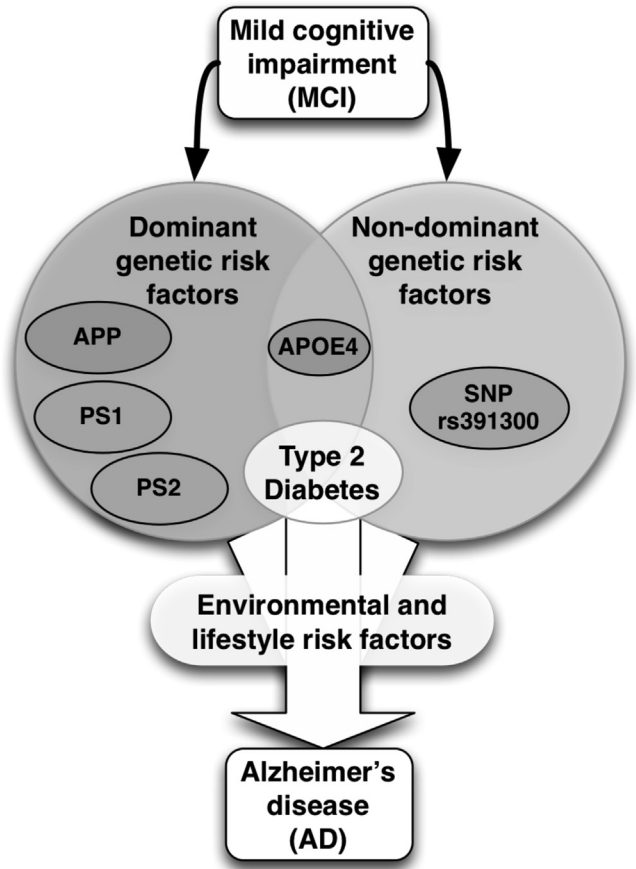 Mild cognitive
impairment
(MCI)
Dominant
genetic risk
factors
Non-dominant
genetic risk
factors
APP
APOE4
PS1
SNP
rs391300
PS2
Type 2
Diabetes
Environmental and
lifestyle risk factors
Alzheimer's
disease
(AD)